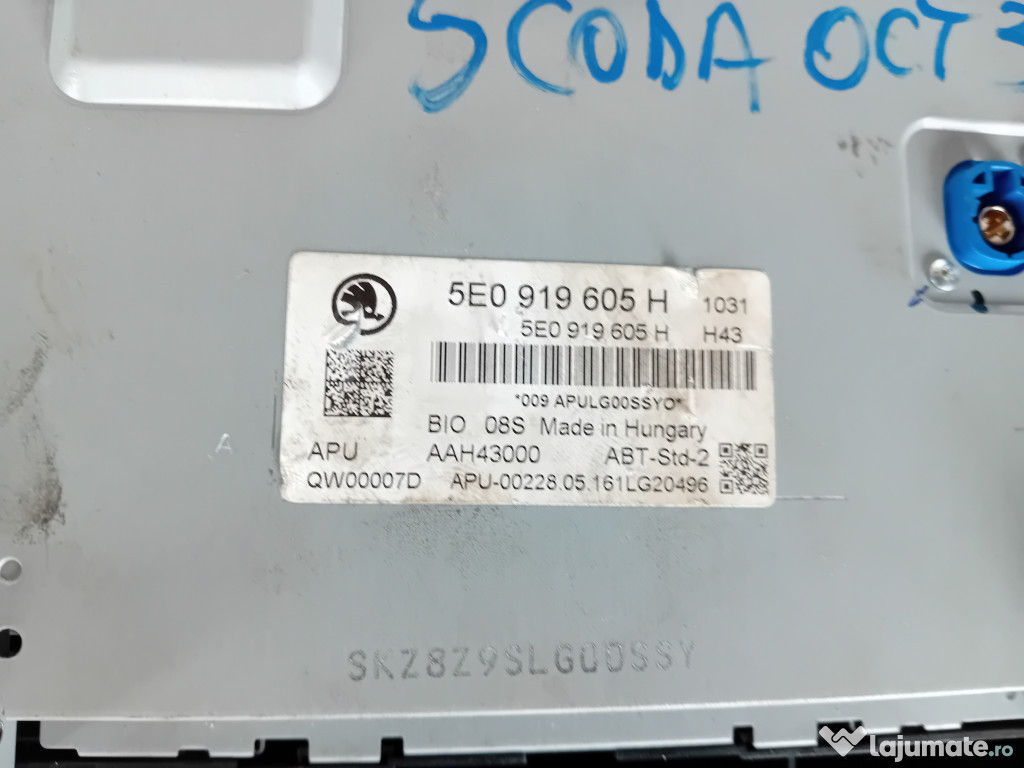 SCODA OCT 3
5E0 919 605 H 1031
5E0 919 605 H H43
*009 APULG00SSYO*
BIO 08S Made in Hungary
APU AAH43000 ABT-Std-2
QW00007D APU-00228.05.161LG20496
A
SKZ8Z9SLG00SSY
lajumate.ro